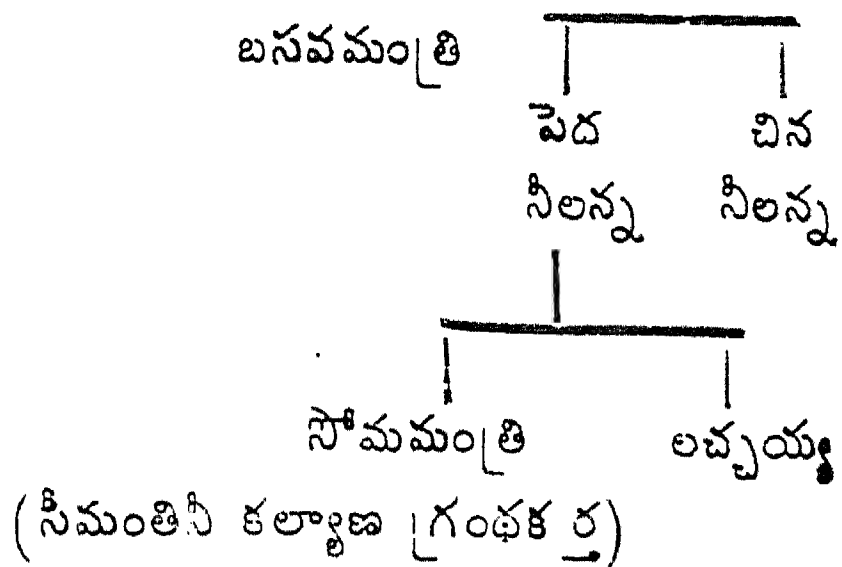 బసవమంత్రి
పెద చిన
నీలన్న నీలన్న
సోమమంత్రి లచ్చయ్య
(సీమంతినీ కల్యాణ గ్రంథకర్త)